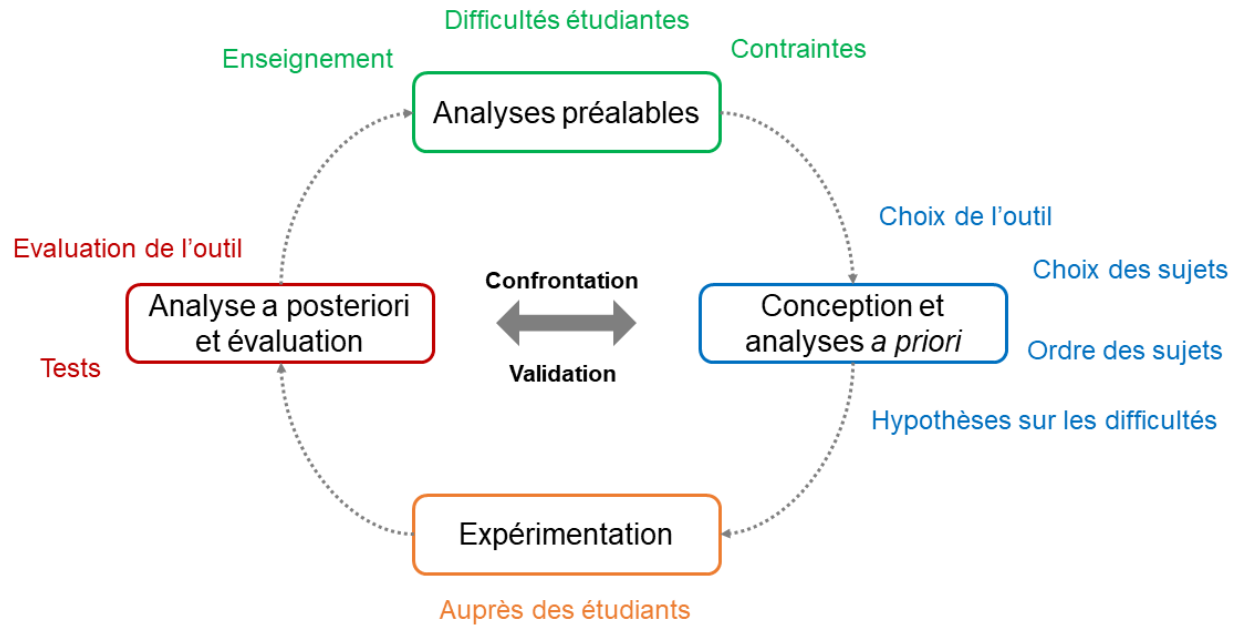 Difficultés étudiantes
Enseignement
Contraintes
Analyses préalables
Choix de l’outil
Evaluation de l’outil
Choix des sujets
Confrontation
Analyse a posteriori
et évaluation
Conception et
analyses a priori
Ordre des sujets
Tests
Validation
Hypothèses sur les difficultés
Expérimentation
Auprès des étudiants